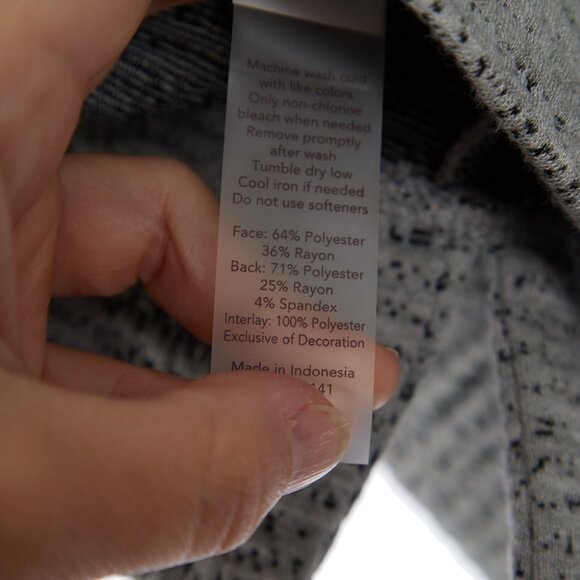 Machine wash cold
with like colors
Only non-chlorine
bleach when needed
Remove promptly
after wash
Tumble dry low
Cool iron if needed
Do not use softeners
Face: 64% Polyester
36% Rayon
Back: 71% Polyester
25% Rayon
4% Spandex
Interlay: 100% Polyester
Exclusive of Decoration
Made in Indonesia
141